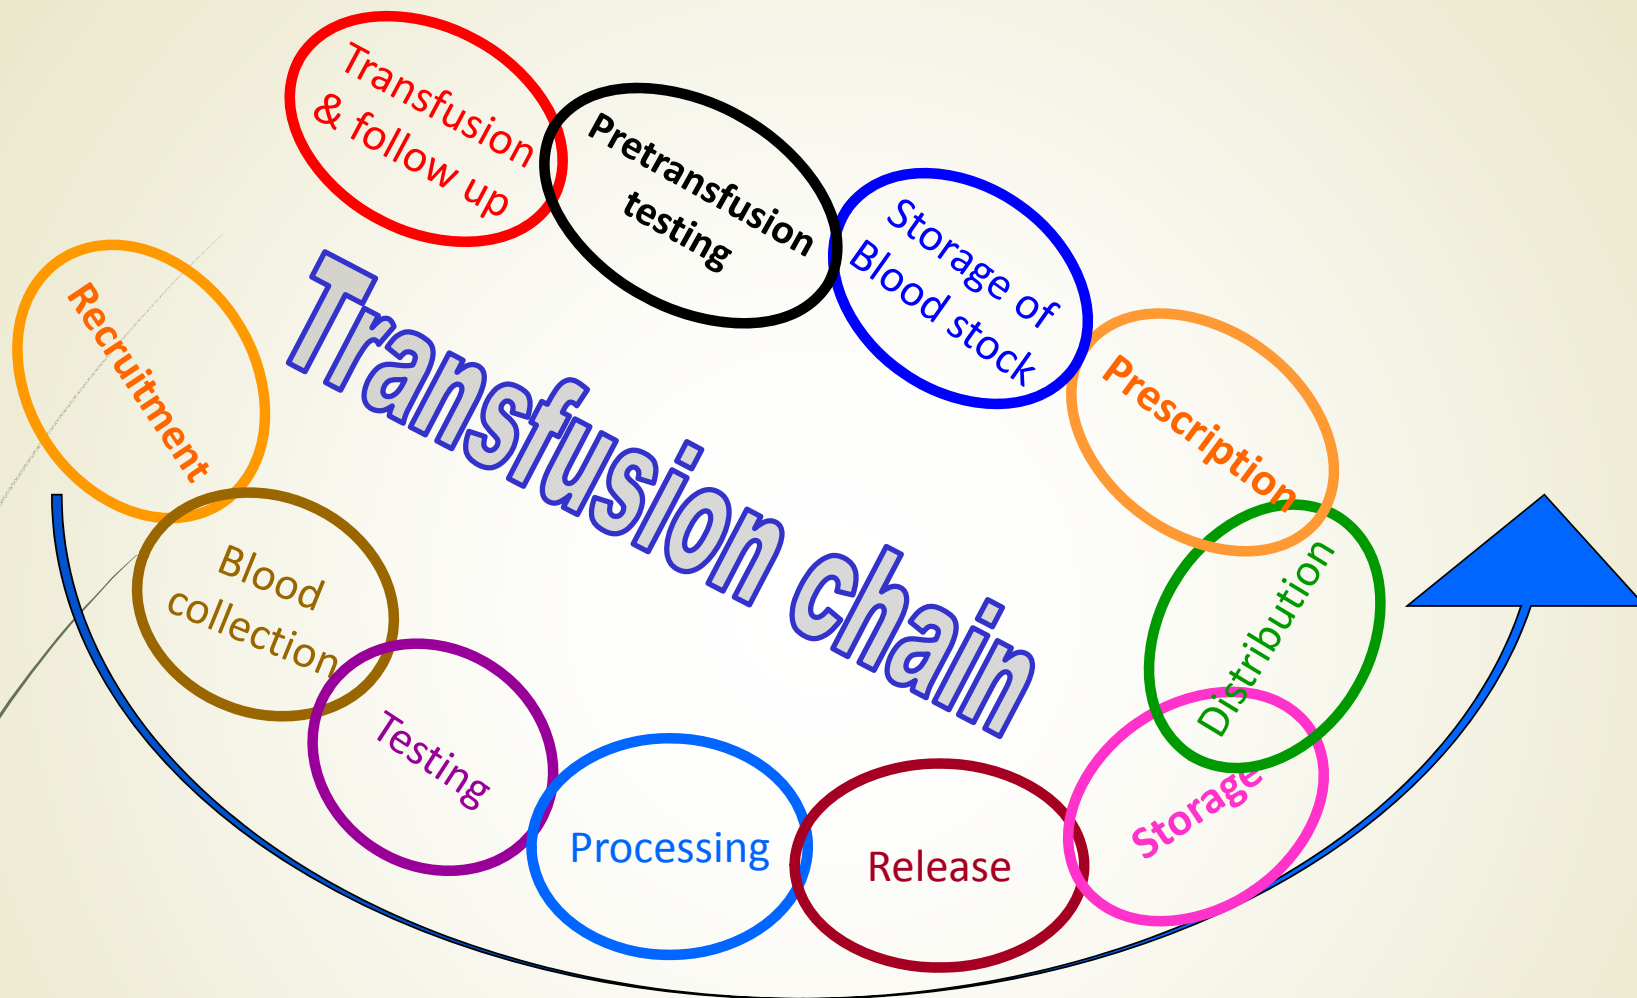 Transfusion
& follow up
Pretransfusion
testing
Storage of
Blood stock
Prescription
Recruitment
Transfusion chain
Blood
collection
Distribution
Testing
Storage
Processing
Release